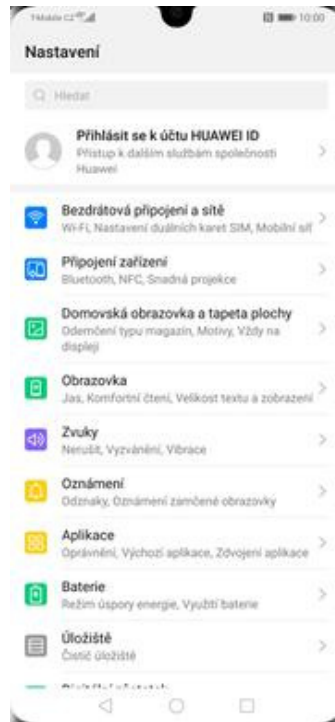 T-Mobile CZ
10:00
Nastavení
Hledat
Přihlásit se k účtu HUAWEI ID
Přístup k dalším službám společnosti
Huawei
Bezdrátová připojení a sítě
Wi-Fi, Nastavení duálních karet SIM, Mobilní síť
Připojení zařízení
Bluetooth, NFC, Snadná projekce
Domovská obrazovka a tapeta plochy
Odemčení typu magazín, Motivy, Vždy na
displeji
Obrazovka
Jas, Komfortní čtení, Velikost textu a zobrazení
Zvuky
Nerušit, Vyzvánění, Vibrace
Oznámení
Odznaky, Oznámení zamčené obrazovky
Aplikace
Oprávnění, Výchozí aplikace, Zdvojení aplikace
Baterie
Režim úspory energie, Využití baterie
Úložiště
Čistič úložiště